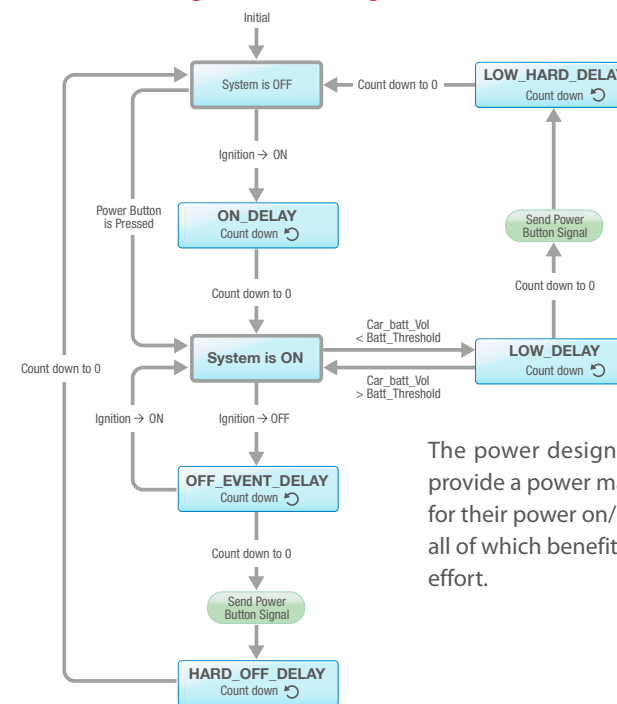 Initial
System is OFF
Count down to 0
LOW_HARD_DELAY
Count down
Ignition → ON
Power Button
is Pressed
ON_DELAY
Count down
Send Power
Button Signal
Count down to 0
Count down to 0
Car_batt_Vol
< Batt_Threshold
System is ON
LOW_DELAY
Count down
Count down to 0
Car_batt_Vol
> Batt_Threshold
Ignition → ON
Ignition → OFF
OFF_EVENT_DELAY
Count down
The power design
provide a power ma
for their power on/
all of which benefit
effort.
Count down to 0
Send Power
Button Signal
HARD_OFF_DELAY
Count down